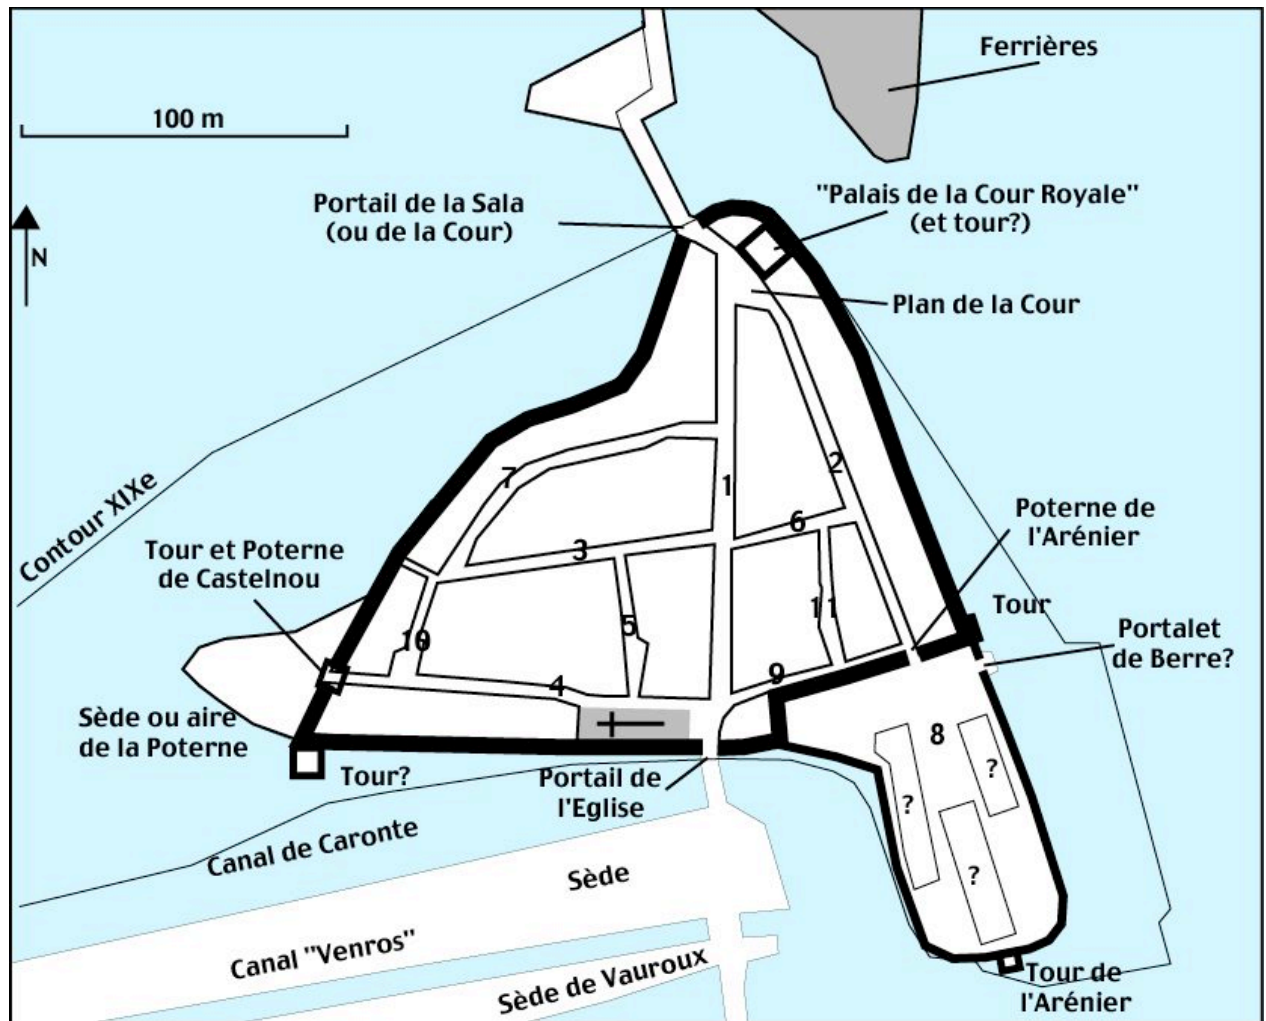 Ferrières
100 m
Portail de la Sala
(ou de la Cour)
"Palais de la Cour Royale"
(et tour?)
N
Plan de la Cour
Contour XIXe
7
1
2
Poterne de
l'Arénier
6
3
Tour et Poterne
de Castelnou
11
Tour
5
10
Portalet
de Berre?
9
4
Sède ou aire
de la Poterne
8
Tour?
Portail de
l'Eglise
?
?
?
Canal de Caronte
Sède
Canal "Venros"
Sède de Vauroux
Tour de
l'Arénier